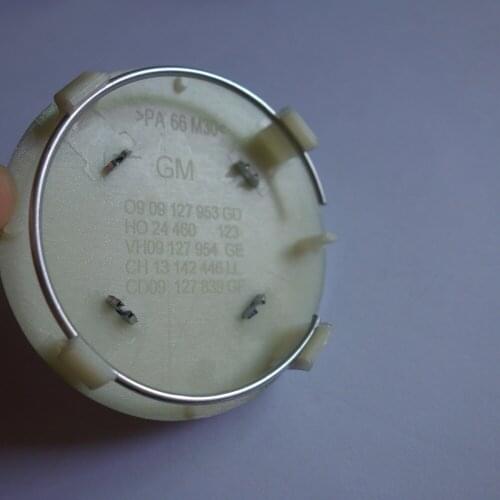 >PA 66 M30<
GM
O9 09 127 953 GD
HO 24 460 123
VH09 127 954 GE
CH 13 142 446 LL
CD09 127 839 GF